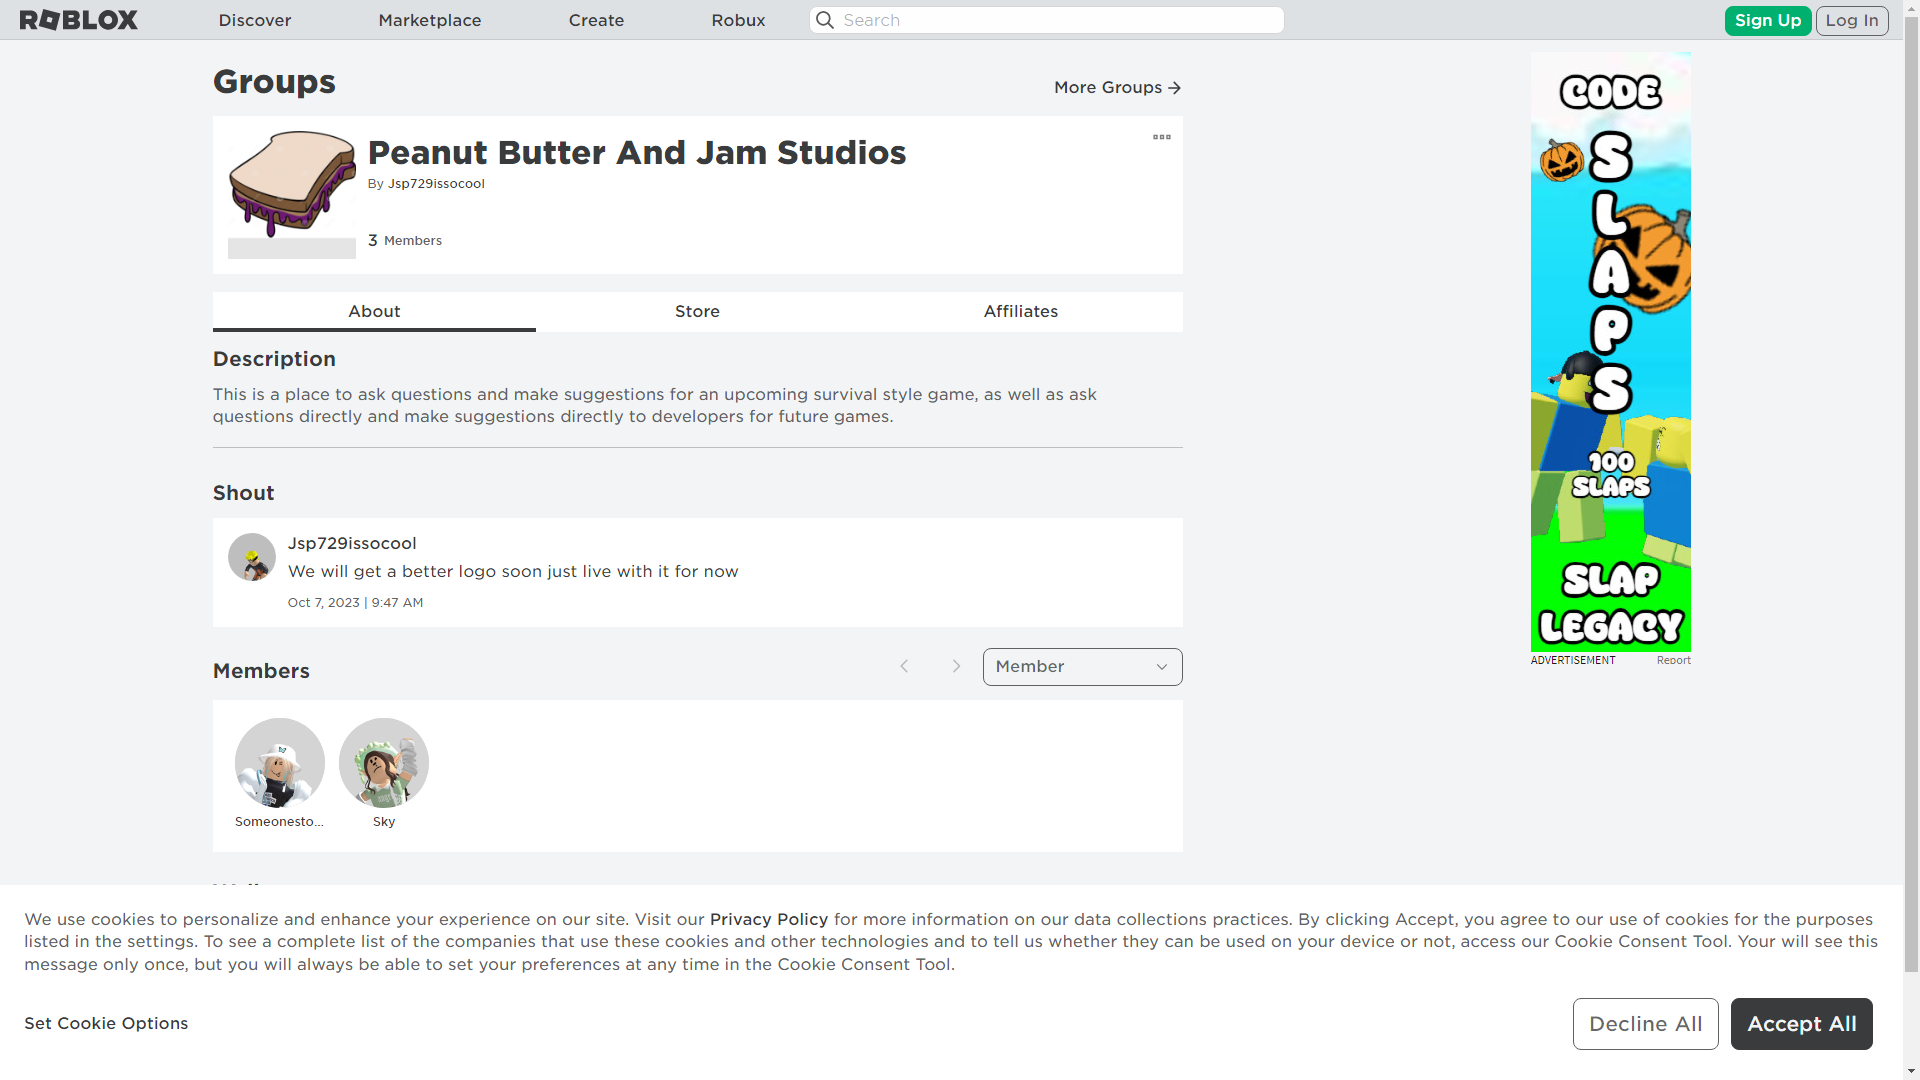 ROBLOX
Discover
Marketplace
Create
Robux
Search
Sign Up
Log In
Groups
More Groups
Peanut Butter And Jam Studios
By Jsp729issocool
3 Members
About
Store
Affiliates
Description
This is a place to ask questions and make suggestions for an upcoming survival style game, as well as ask
questions directly and make suggestions directly to developers for future games.
Shout
Jsp729issocool
We will get a better logo soon just live with it for now
Oct 7, 2023 | 9:47 AM
Members
Member
Someonesto...
Sky
CODE
SLAPS
100
SLAPS
SLAP
LEGACY
ADVERTISEMENT
Report
We use cookies to personalize and enhance your experience on our site. Visit our Privacy Policy for more information on our data collections practices. By clicking Accept, you agree to our use of cookies for the purposes
listed in the settings. To see a complete list of the companies that use these cookies and other technologies and to tell us whether they can be used on your device or not, access our Cookie Consent Tool. Your will see this
message only once, but you will always be able to set your preferences at any time in the Cookie Consent Tool.
Set Cookie Options
Decline All
Accept All